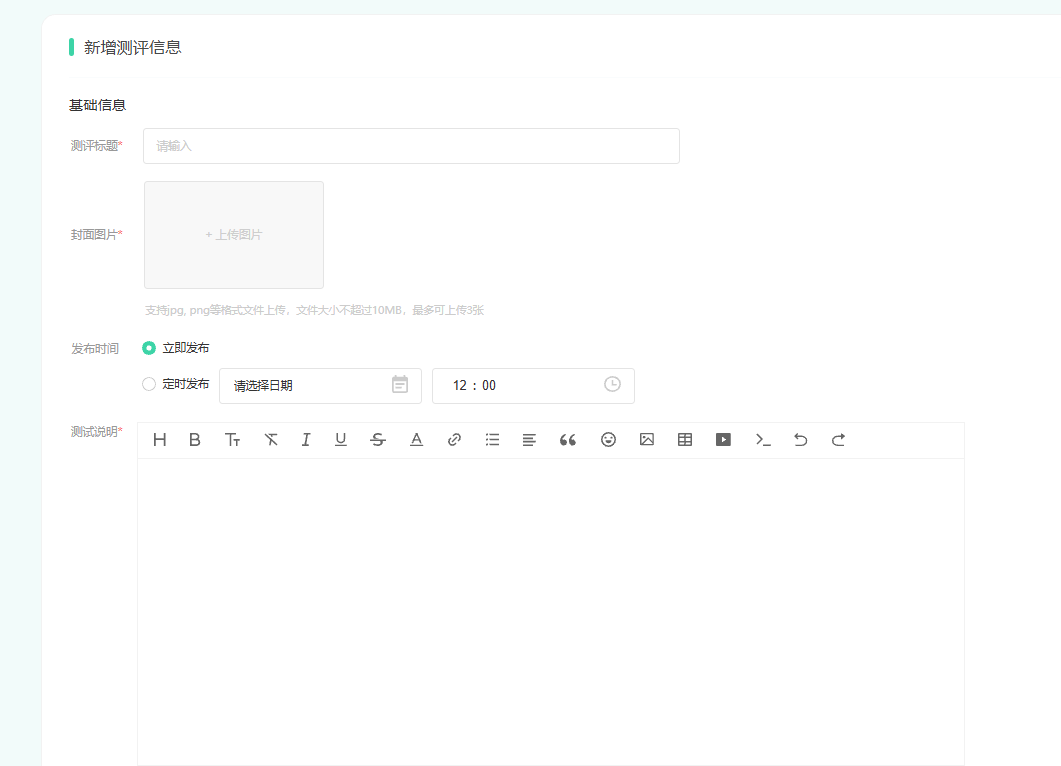 新增测评信息
基础信息
测评标题*
请输入
封面图片*
+ 上传图片
支持jpg, png等格式文件上传，文件大小不超过10MB，最多可上传3张
发布时间
立即发布
定时发布 请选择日期 12 : 00
测试说明*